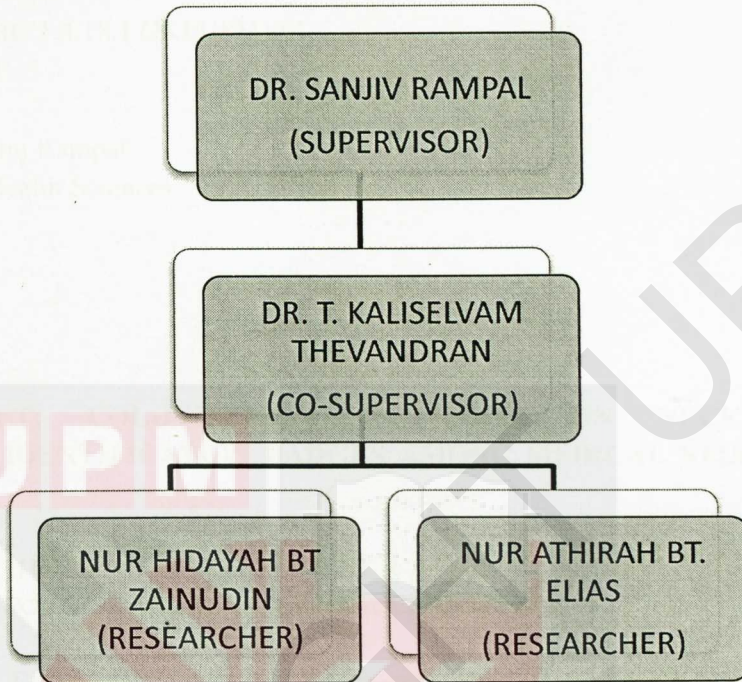 DR. SANJIV RAMPAL
(SUPERVISOR)
DR. T. KALISELVAM
THEVANDRAN
(CO-SUPERVISOR)
NUR HIDAYAH BT
ZAINUDIN
(RESEARCHER)
NUR ATHIRAH BT.
ELIAS
(RESEARCHER)
UPM